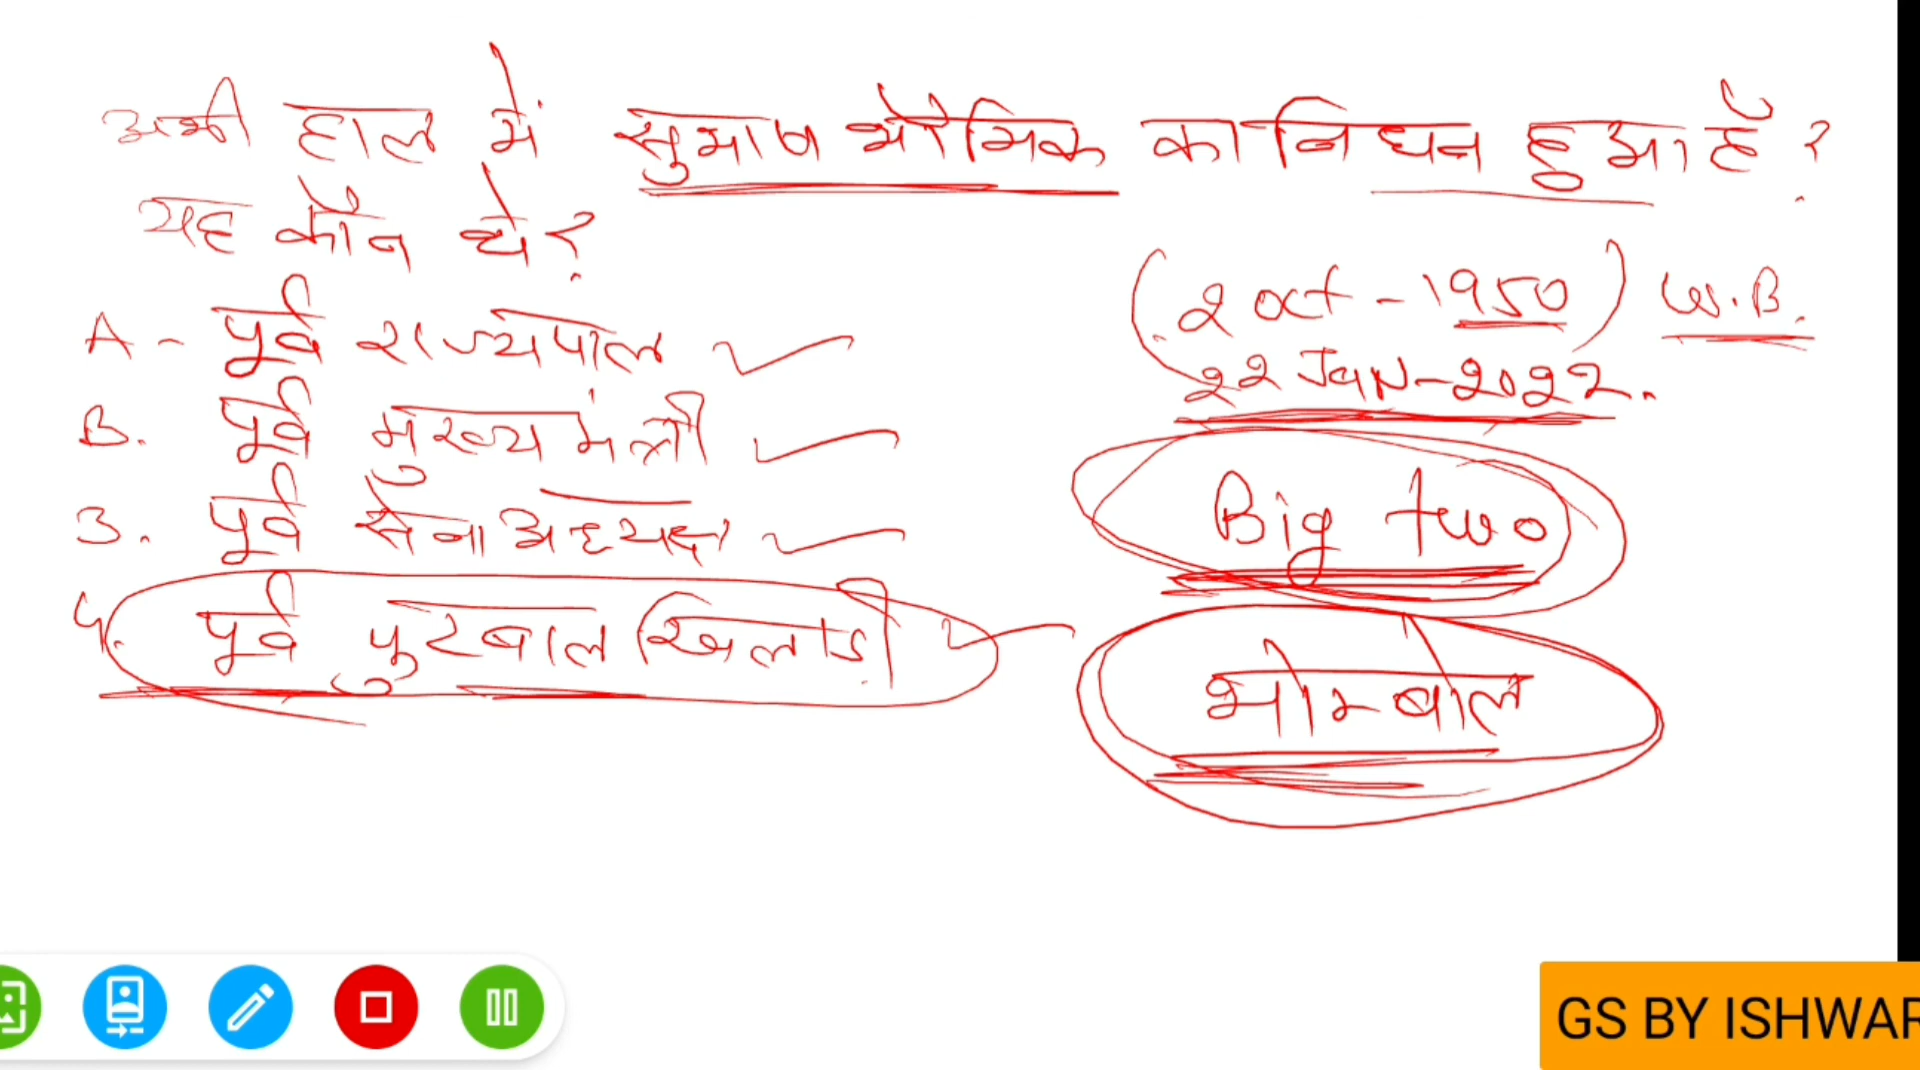 अभी हाल में सुभाष भौमिक का निधन हुआ है ?
यह कौन थे ?
A - पूर्व राज्यपाल
B. पूर्व मुख्य मंत्री
3. पूर्व सेना अध्यक्ष
4. पूर्व फुटबाल खिलाड़ी
(2 oct - 1950) W.B.
22 Jan - 2022.
Big two
भोम्बोल
GS BY ISHWAR